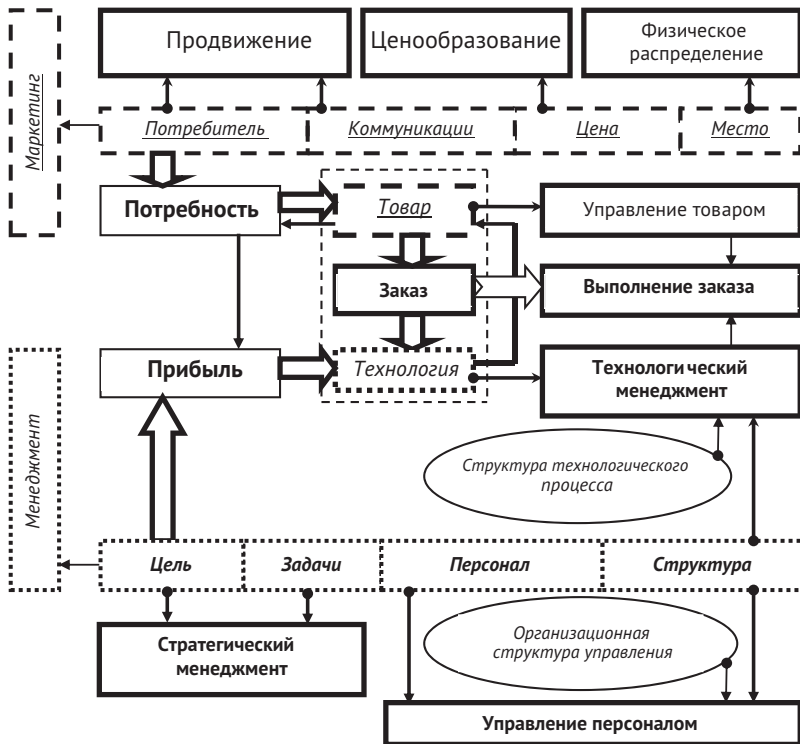 Продвижение
Ценообразование
Физическое
распределение
Маркетинг
Потребитель
Коммуникации
Цена
Место
Потребность
Товар
Управление товаром
Заказ
Выполнение заказа
Прибыль
Технология
Технологический
менеджмент
Менеджмент
Структура технологического
процесса
Цель
Задачи
Персонал
Структура
Стратегический
менеджмент
Организационная
структура управления
Управление персоналом